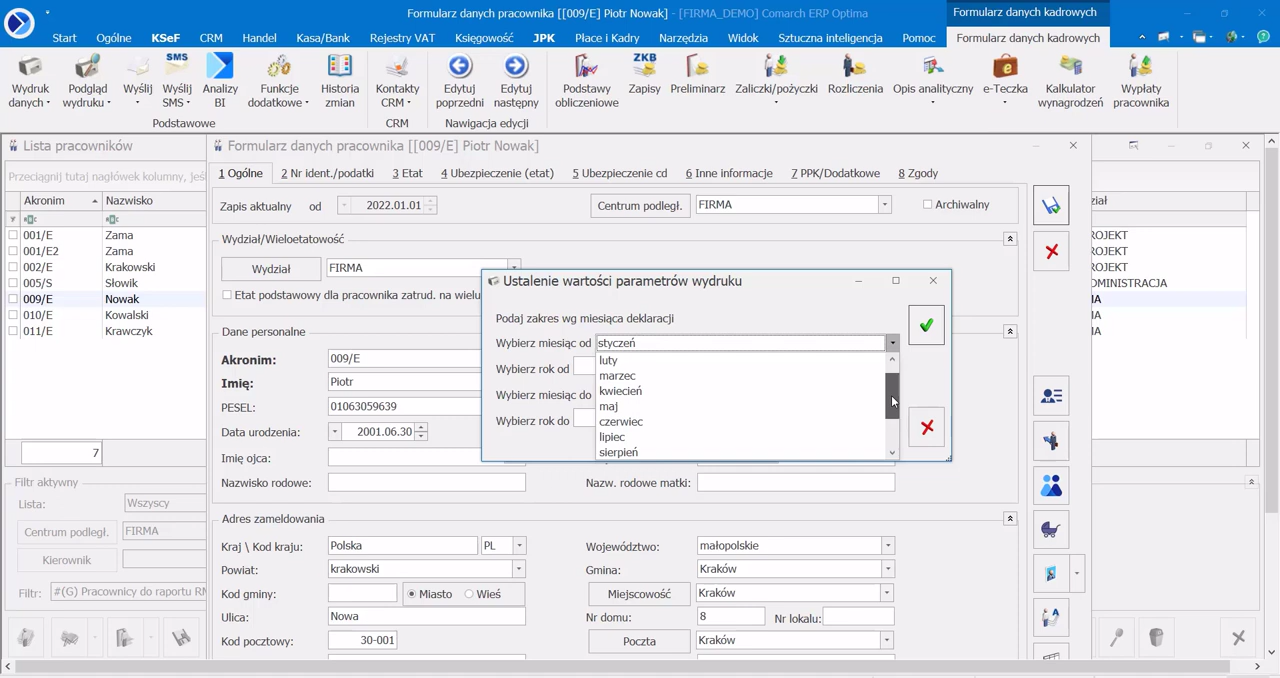 Formularz danych pracownika [[009/E] Piotr Nowak] - [FIRMA_DEMO] Comarch ERP Optima
Formularz danych kadrowych
Start Ogólne KSeF CRM Handel Kasa/Bank Rejestry VAT Księgowość JPK Płace i Kadry Narzędzia Widok Sztuczna inteligencja Pomoc Formularz danych kadrowych
Wydruk danych
Podgląd wydruku
Wyślij
SMS
Wyślij SMS
Analizy BI
Funkcje dodatkowe
Historia zmian
Kontakty CRM
Edytuj poprzedni
Edytuj następny
Podstawy obliczeniowe
ZKB
Zapisy
Preliminarz
Zaliczki/pożyczki
Rozliczenia
Opis analityczny
e-Teczka
Kalkulator wynagrodzeń
Wypłaty pracownika
Podstawowe CRM Nawigacja edycji
Lista pracowników
Przeciągnij tutaj nagłówek kolumny, jeśl
Akronim Nazwisko
001/E Zama
001/E2 Zama
002/E Krakowski
005/S Słowik
009/E Nowak
010/E Kowalski
011/E Krawczyk
7
Filtr aktywny
Lista: Wszyscy
Centrum podległ. FIRMA
Kierownik
Filtr: #(G) Pracownicy do raportu RM
Formularz danych pracownika [[009/E] Piotr Nowak]
1 Ogólne 2 Nr ident./podatki 3 Etat 4 Ubezpieczenie (etat) 5 Ubezpieczenie cd 6 Inne informacje 7 PPK/Dodatkowe 8 Zgody
Zapis aktualny od 2022.01.01 Centrum podległ. FIRMA Archiwalny
Wydział/Wieloetatowość
Wydział FIRMA
Etat podstawowy dla pracownika zatrud. na wielu
Dane personalne
Akronim: 009/E
Imię: Piotr
PESEL: 01063059639
Data urodzenia: 2001.06.30
Imię ojca:
Nazwisko rodowe: Nazw. rodowe matki:
Adres zameldowania
Kraj \ Kod kraju: Polska PL Województwo: małopolskie
Powiat: krakowski Gmina: Kraków
Kod gminy: Miasto Wieś Miejscowość Kraków
Ulica: Nowa Nr domu: 8 Nr lokalu:
Kod pocztowy: 30-001 Poczta Kraków
Ustalenie wartości parametrów wydruku
Podaj zakres wg miesiąca deklaracji
Wybierz miesiąc od styczeń
Wybierz rok od
Wybierz miesiąc do
Wybierz rok do
luty
marzec
kwiecień
maj
czerwiec
lipiec
sierpień
ział
ROJEKT
ROJEKT
ROJEKT
DMINISTRACJA
MA
A
A